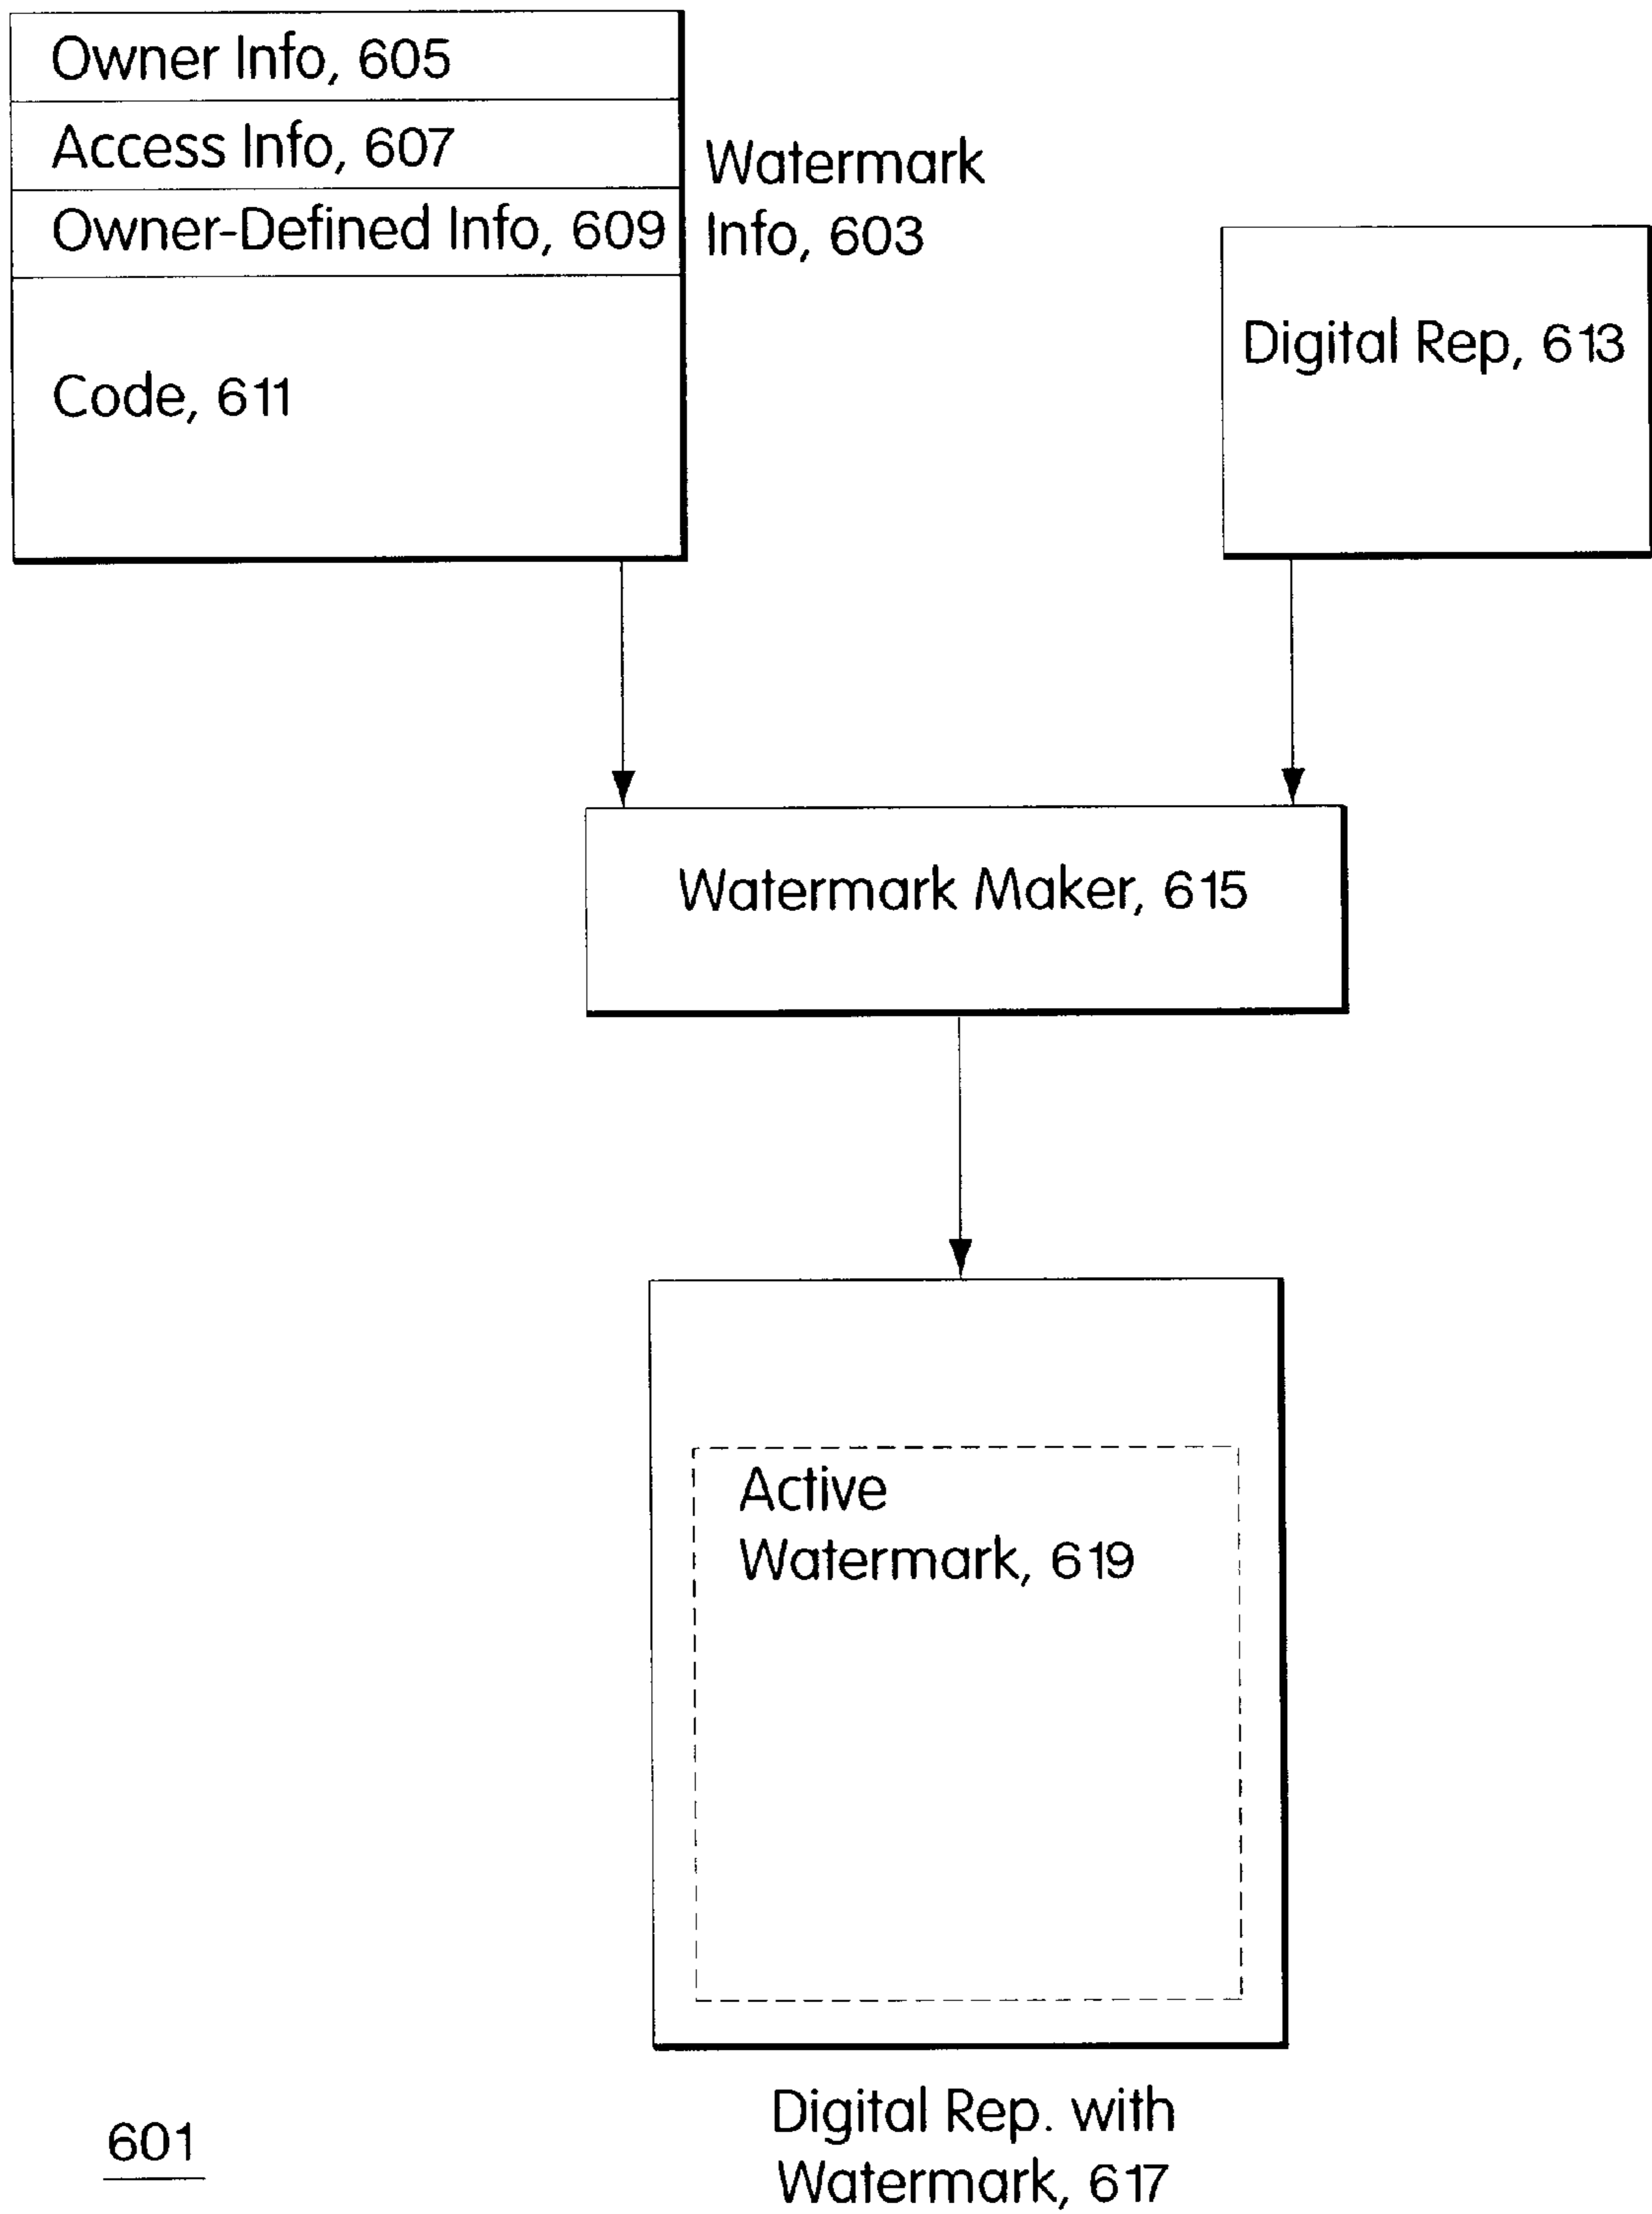 Owner Info, 605
Access Info, 607
Owner-Defined Info, 609
Code, 611
Watermark
Info, 603
Digital Rep, 613
Watermark Maker, 615
Active
Watermark, 619
Digital Rep. with
Watermark, 617
601